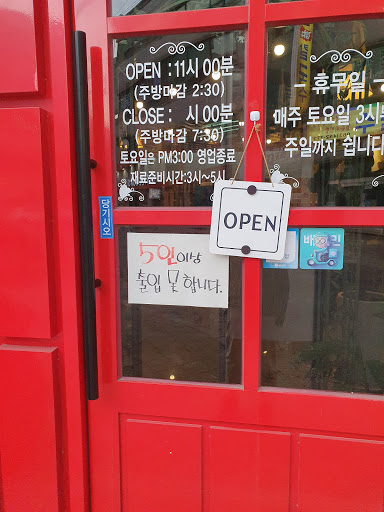 OPEN : 11시 00분
(주방마감 2:30)
CLOSE : 시 00분
(주방마감 7:30)
토요일은 PM3:00 영업종료
재료준비시간:3시~5시
– 휴무일 –
매주 토요일 3시부
주일까지 쉽니다
당기시오
OPEN
5인이상
출입 못 합니다.